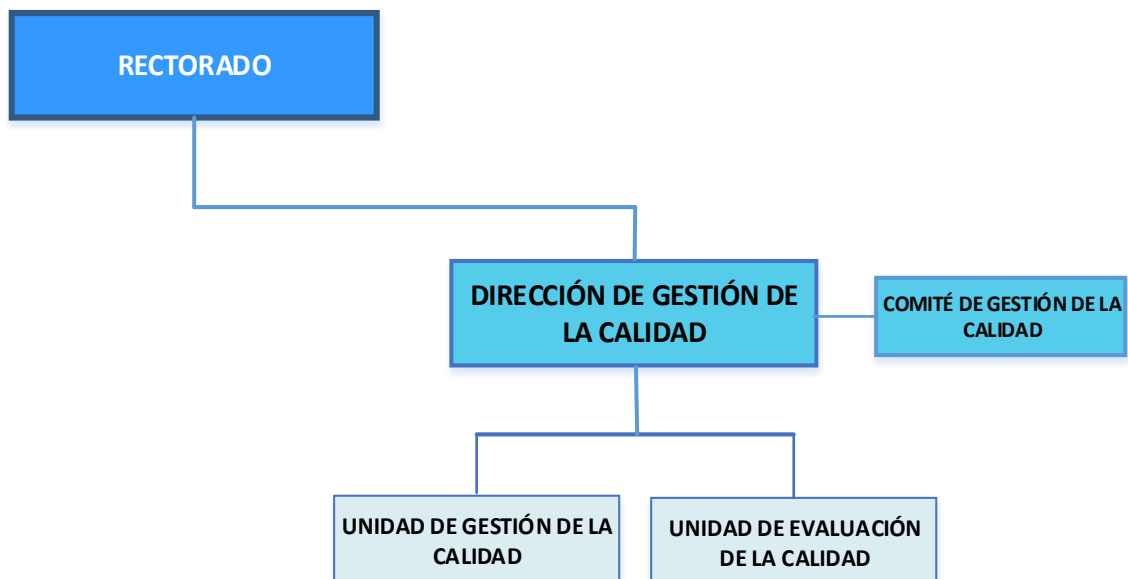 RECTORADO
DIRECCIÓN DE GESTIÓN DE
LA CALIDAD
COMITÉ DE GESTIÓN DE LA
CALIDAD
UNIDAD DE GESTIÓN DE LA
CALIDAD
UNIDAD DE EVALUACIÓN
DE LA CALIDAD